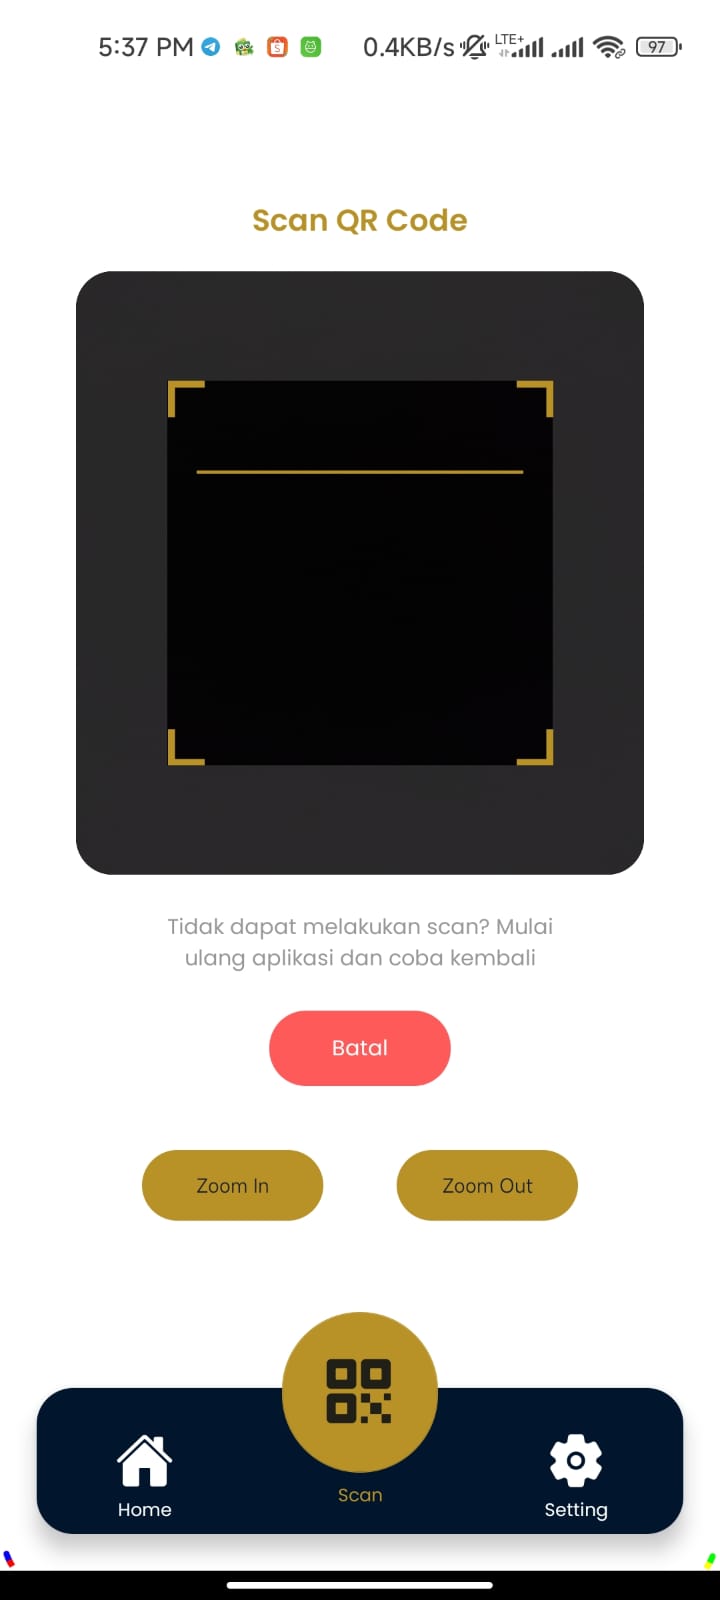 5:37 PM 0.4KB/s LTE+ 97
Scan QR Code
Tidak dapat melakukan scan? Mulai
ulang aplikasi dan coba kembali
Batal
Zoom In Zoom Out
Scan
Home Setting